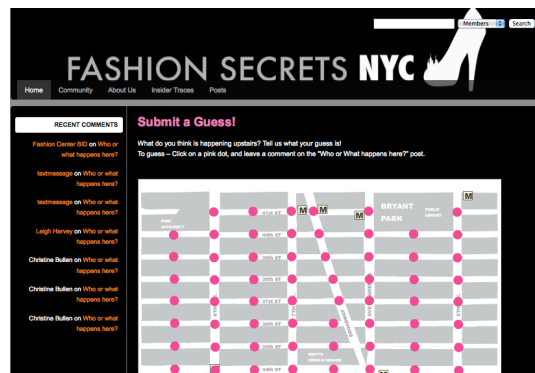 Members
Search
FASHION SECRETS NYC
Home Community About Us Insider Traces Posts
RECENT COMMENTS
Fashion Center BID on Who or
what happens here?
textmessage on Who or what
happens here?
textmessage on Who or what
happens here?
Leigh Harvey on Who or what
happens here?
Christine Bullen on Who or what
happens here?
Christine Bullen on Who or what
happens here?
Christine Bullen on Who or what
happens here?
Submit a Guess!
What do you think is happening upstairs? Tell us what your guess is!
To guess – Click on a pink dot, and leave a comment on the "Who or What happens here?" post.
M
BRYANT
PARK
PUBLIC
LIBRARY
PORT
AUTHORITY
41st ST
M
M
M
40th ST
39th ST
38th ST
37st ST
36th ST
35th ST
34th ST
M